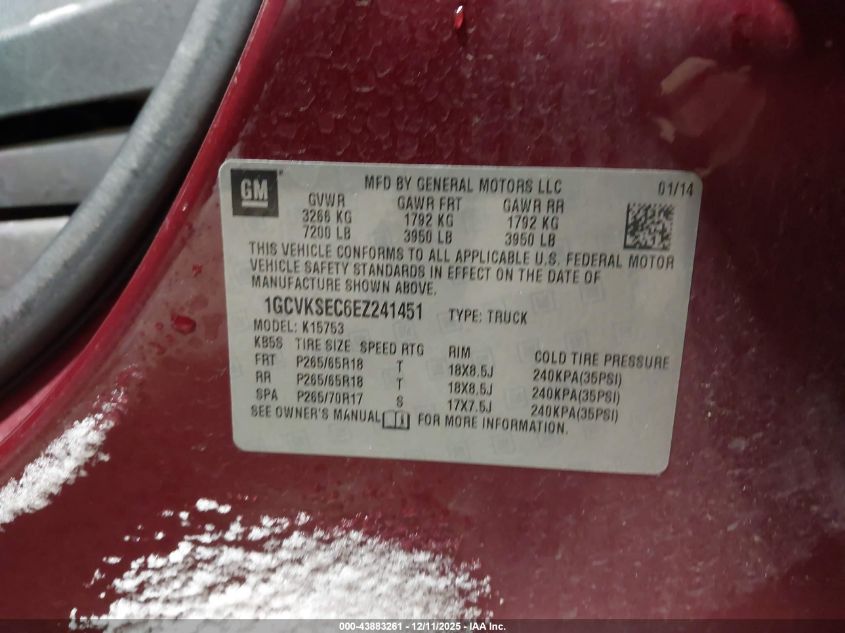 GM
MFD BY GENERAL MOTORS LLC 01/14
GVWR GAWR FRT GAWR RR
3266 KG 1792 KG 1792 KG
7200 LB 3950 LB 3950 LB
THIS VEHICLE CONFORMS TO ALL APPLICABLE U.S. FEDERAL MOTOR
VEHICLE SAFETY STANDARDS IN EFFECT ON THE DATE OF
MANUFACTURE SHOWN ABOVE.
1GCVKSEC6EZ241451 TYPE: TRUCK
MODEL: K15753
KB5S TIRE SIZE SPEED RTG RIM COLD TIRE PRESSURE
FRT P265/65R18 T 18X8.5J 240KPA(35PSI)
RR P265/65R18 T 18X8.5J 240KPA(35PSI)
SPA P265/70R17 S 17X7.5J 240KPA(35PSI)
SEE OWNER'S MANUAL FOR MORE INFORMATION.
000-43883261 - 12/11/2025 - IAA Inc.